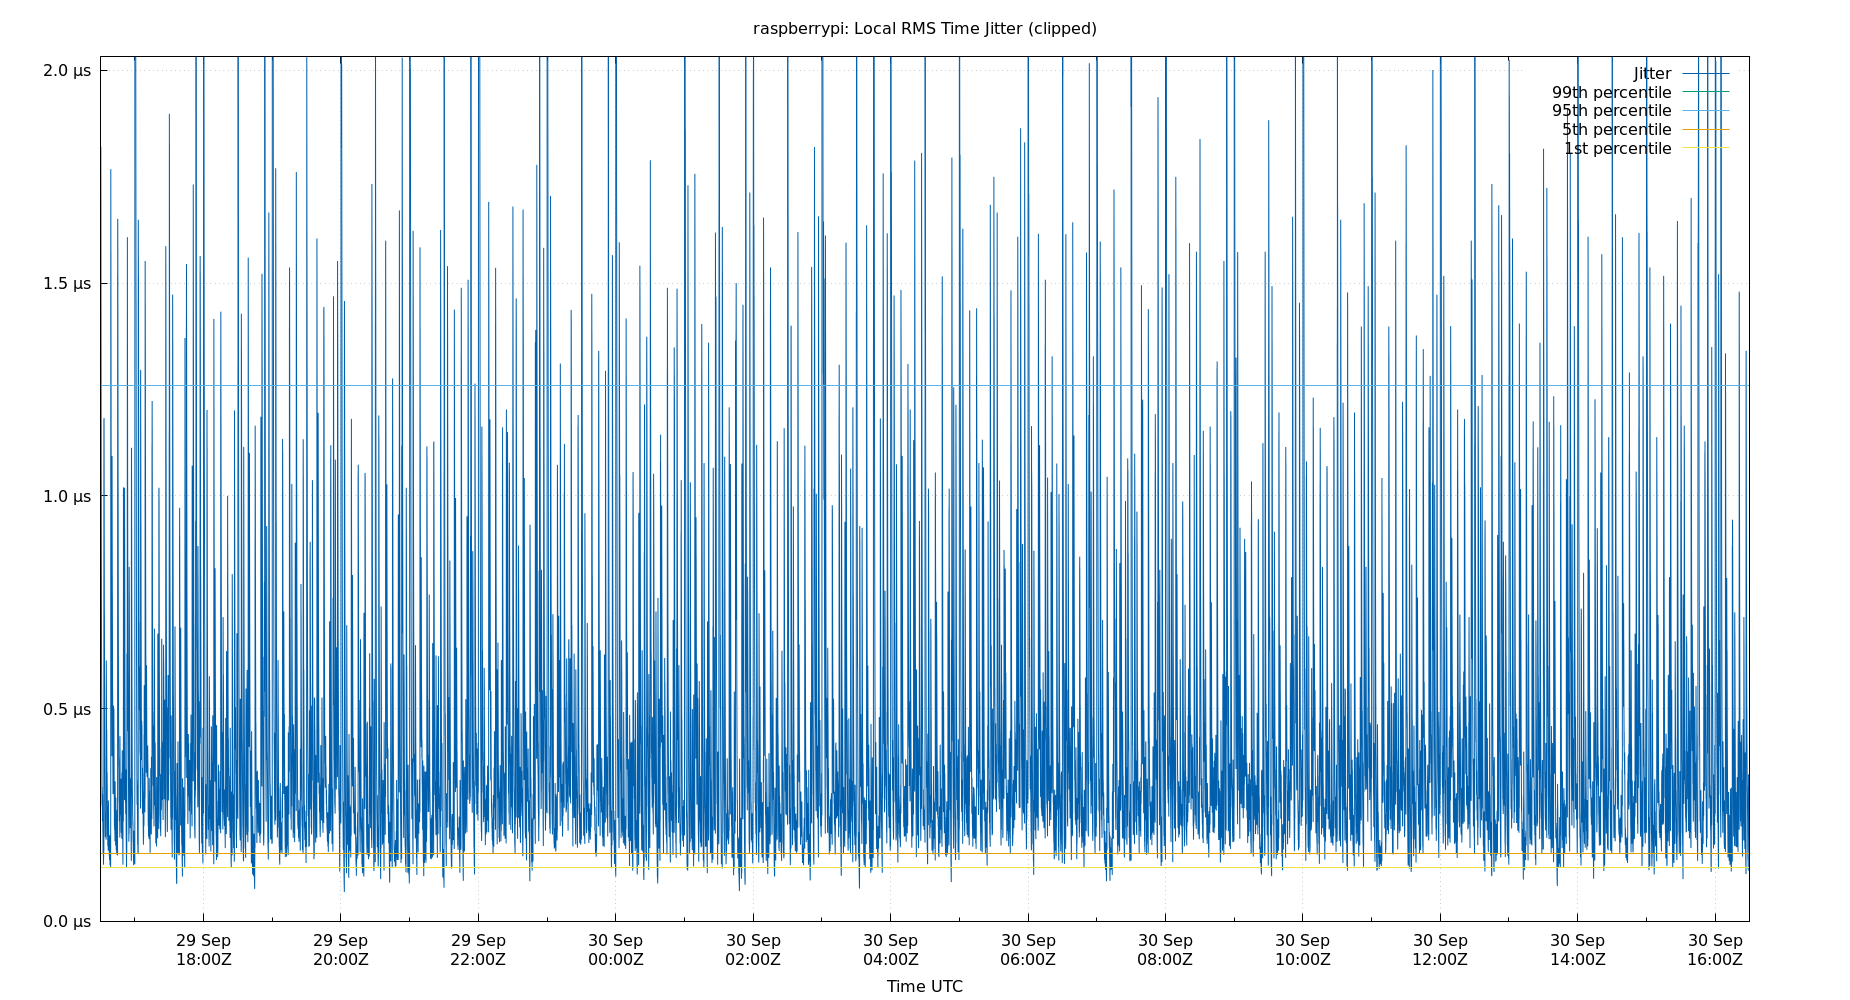 raspberrypi: Local RMS Time Jitter (clipped)
2.0 µs
1.5 µs
1.0 µs
0.5 µs
0.0 µs
Jitter
99th percentile
95th percentile
5th percentile
1st percentile
29 Sep 29 Sep 29 Sep 30 Sep 30 Sep 30 Sep 30 Sep 30 Sep 30 Sep 30 Sep 30 Sep 30 Sep
18:00Z 20:00Z 22:00Z 00:00Z 02:00Z 04:00Z 06:00Z 08:00Z 10:00Z 12:00Z 14:00Z 16:00Z
Time UTC